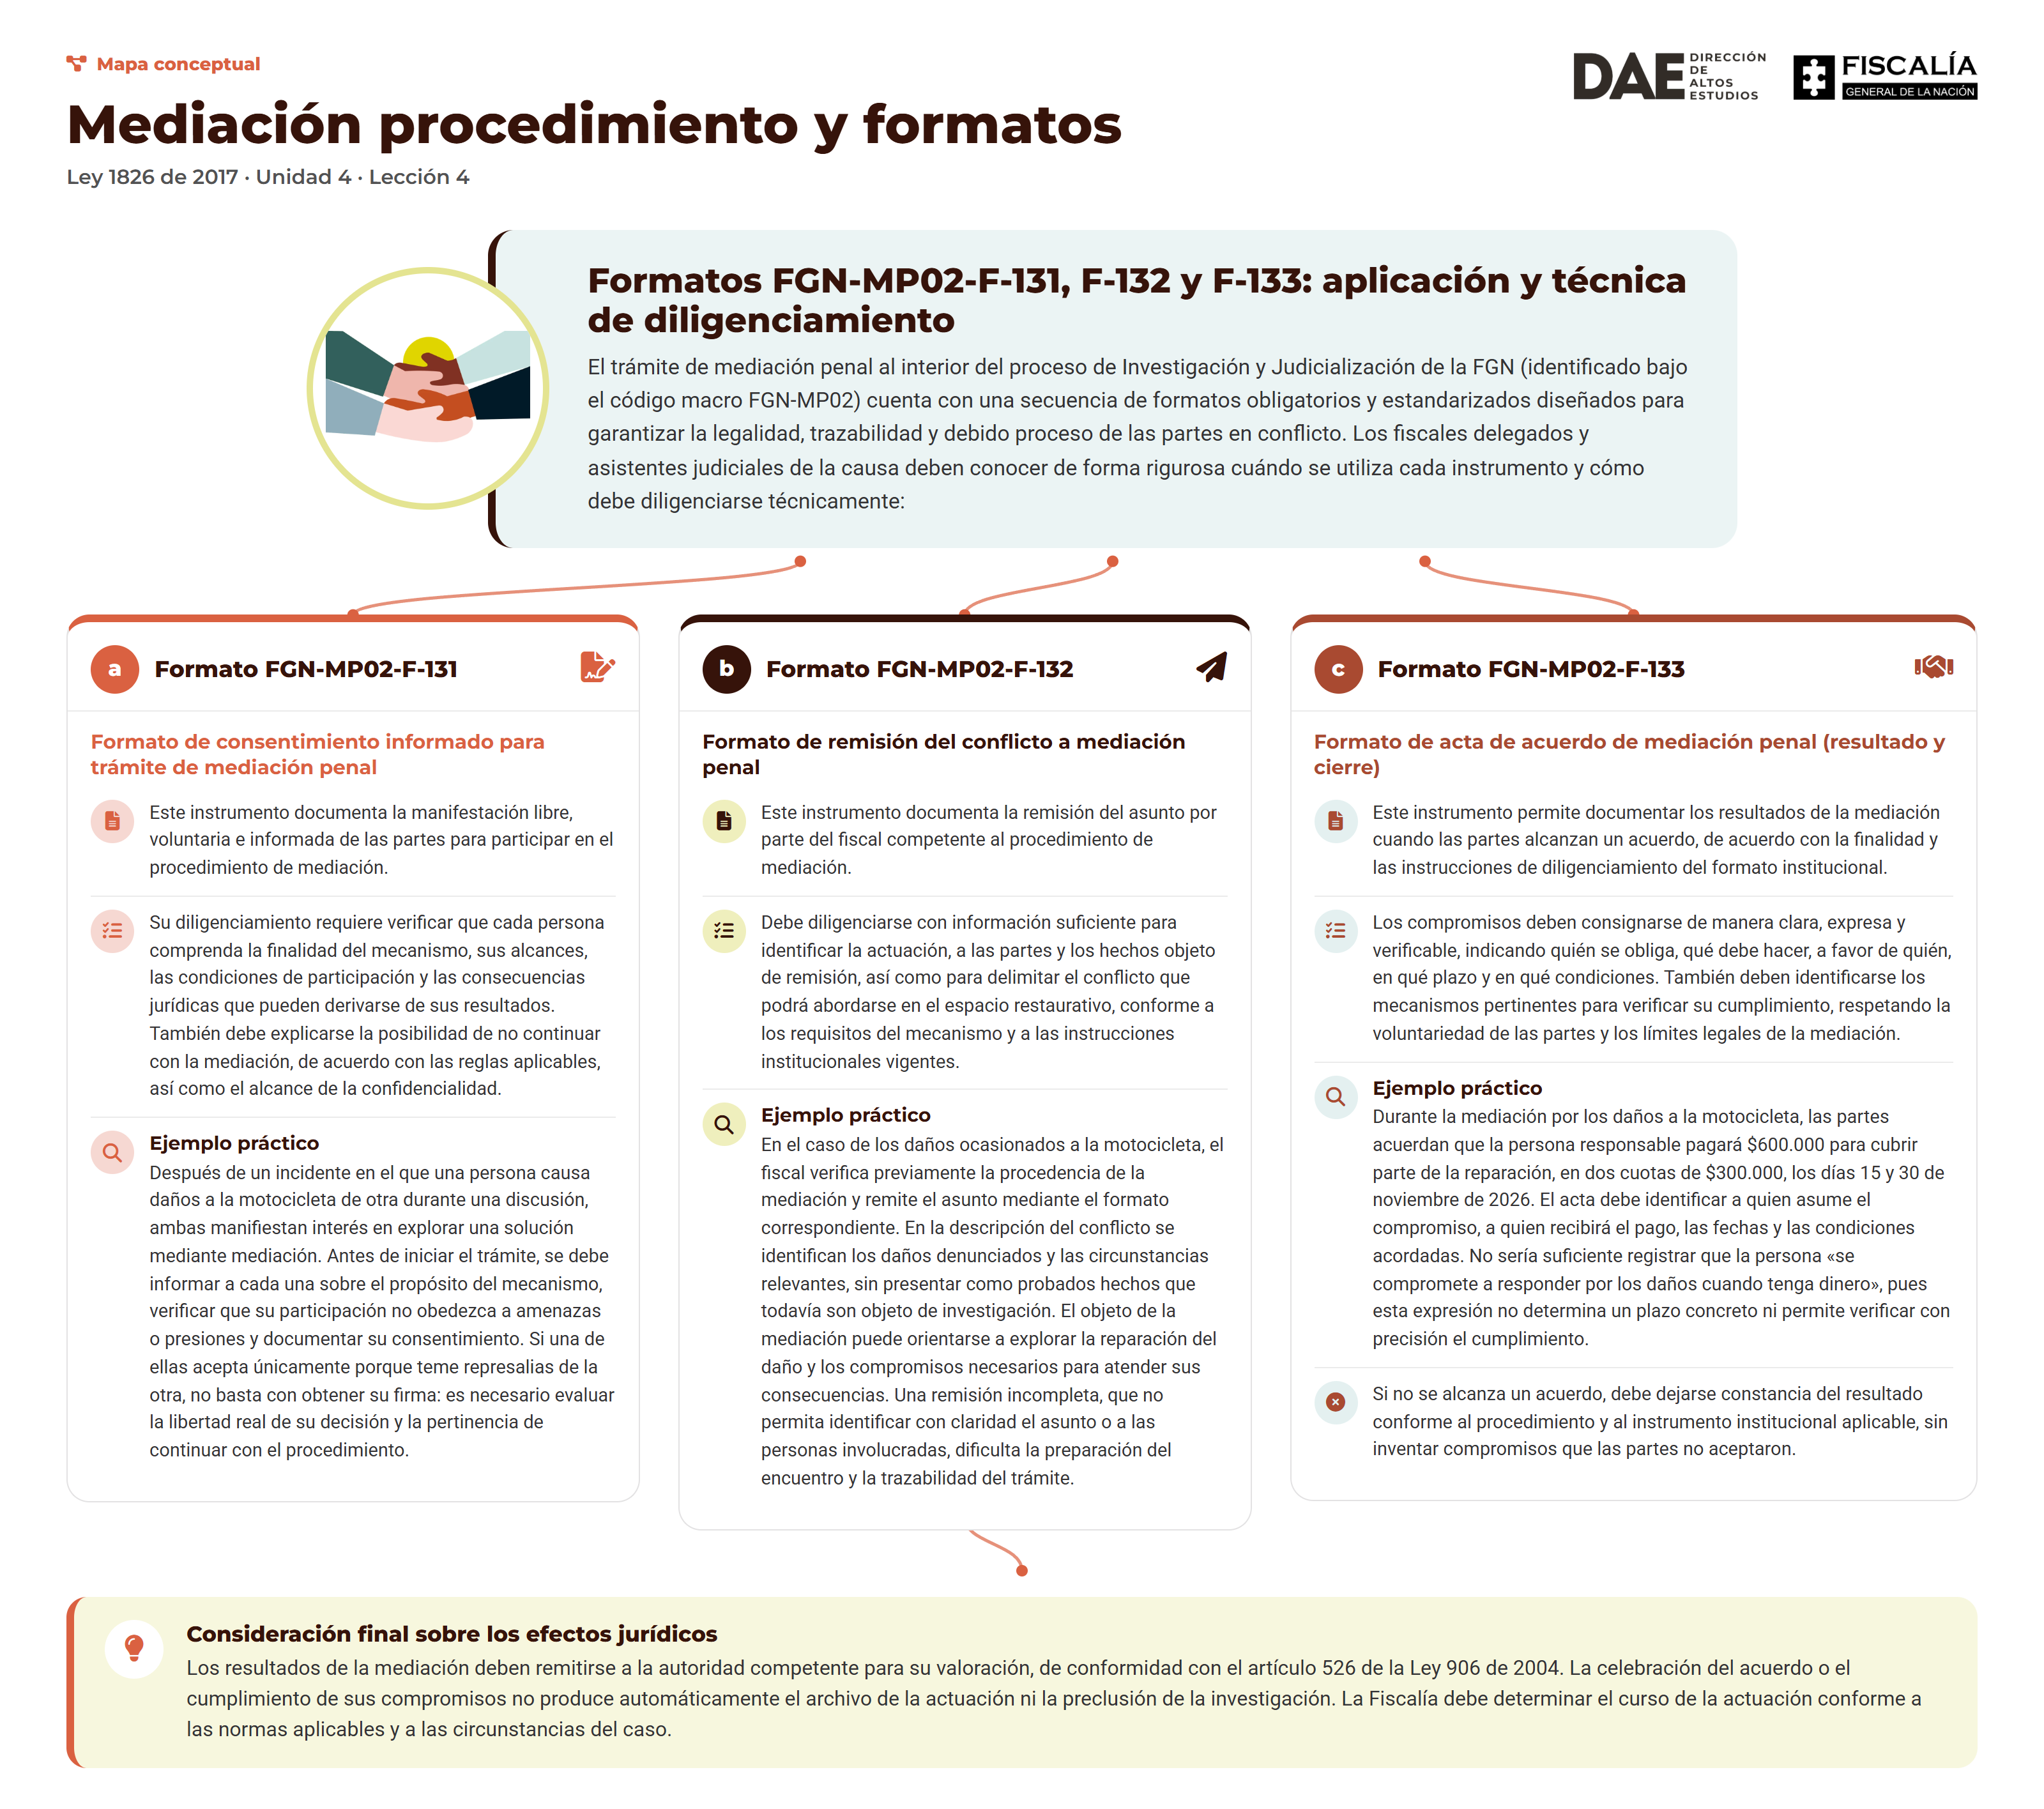 Mapa conceptual
Mediación procedimiento y formatos
Ley 1826 de 2017 · Unidad 4 · Lección 4
DAE
DIRECCIÓN
DE
ALTOS
ESTUDIOS
FISCALÍA
GENERAL DE LA NACIÓN
Formatos FGN-MP02-F-131, F-132 y F-133: aplicación y técnica
de diligenciamiento
El trámite de mediación penal al interior del proceso de Investigación y Judicialización de la FGN (identificado bajo
el código macro FGN-MP02) cuenta con una secuencia de formatos obligatorios y estandarizados diseñados para
garantizar la legalidad, trazabilidad y debido proceso de las partes en conflicto. Los fiscales delegados y
asistentes judiciales de la causa deben conocer de forma rigurosa cuándo se utiliza cada instrumento y cómo
debe diligenciarse técnicamente:
a
Formato FGN-MP02-F-131
Formato de consentimiento informado para
trámite de mediación penal
Este instrumento documenta la manifestación libre,
voluntaria e informada de las partes para participar en el
procedimiento de mediación.
Su diligenciamiento requiere verificar que cada persona
comprenda la finalidad del mecanismo, sus alcances,
las condiciones de participación y las consecuencias
jurídicas que pueden derivarse de sus resultados.
También debe explicarse la posibilidad de no continuar
con la mediación, de acuerdo con las reglas aplicables,
así como el alcance de la confidencialidad.
Ejemplo práctico
Después de un incidente en el que una persona causa
daños a la motocicleta de otra durante una discusión,
ambas manifiestan interés en explorar una solución
mediante mediación. Antes de iniciar el trámite, se debe
informar a cada una sobre el propósito del mecanismo,
verificar que su participación no obedezca a amenazas
o presiones y documentar su consentimiento. Si una de
ellas acepta únicamente porque teme represalias de la
otra, no basta con obtener su firma: es necesario evaluar
la libertad real de su decisión y la pertinencia de
continuar con el procedimiento.
b
Formato FGN-MP02-F-132
Formato de remisión del conflicto a mediación
penal
Este instrumento documenta la remisión del asunto por
parte del fiscal competente al procedimiento de
mediación.
Debe diligenciarse con información suficiente para
identificar la actuación, a las partes y los hechos objeto
de remisión, así como para delimitar el conflicto que
podrá abordarse en el espacio restaurativo, conforme a
los requisitos del mecanismo y a las instrucciones
institucionales vigentes.
Ejemplo práctico
En el caso de los daños ocasionados a la motocicleta, el
fiscal verifica previamente la procedencia de la
mediación y remite el asunto mediante el formato
correspondiente. En la descripción del conflicto se
identifican los daños denunciados y las circunstancias
relevantes, sin presentar como probados hechos que
todavía son objeto de investigación. El objeto de la
mediación puede orientarse a explorar la reparación del
daño y los compromisos necesarios para atender sus
consecuencias. Una remisión incompleta, que no
permita identificar con claridad el asunto o a las
personas involucradas, dificulta la preparación del
encuentro y la trazabilidad del trámite.
c
Formato FGN-MP02-F-133
Formato de acta de acuerdo de mediación penal (resultado y
cierre)
Este instrumento permite documentar los resultados de la mediación
cuando las partes alcanzan un acuerdo, de acuerdo con la finalidad y
las instrucciones de diligenciamiento del formato institucional.
Los compromisos deben consignarse de manera clara, expresa y
verificable, indicando quién se obliga, qué debe hacer, a favor de quién,
en qué plazo y en qué condiciones. También deben identificarse los
mecanismos pertinentes para verificar su cumplimiento, respetando la
voluntariedad de las partes y los límites legales de la mediación.
Ejemplo práctico
Durante la mediación por los daños a la motocicleta, las partes
acuerdan que la persona responsable pagará $600.000 para cubrir
parte de la reparación, en dos cuotas de $300.000, los días 15 y 30 de
noviembre de 2026. El acta debe identificar a quien asume el
compromiso, a quien recibirá el pago, las fechas y las condiciones
acordadas. No sería suficiente registrar que la persona «se
compromete a responder por los daños cuando tenga dinero», pues
esta expresión no determina un plazo concreto ni permite verificar con
precisión el cumplimiento.
Si no se alcanza un acuerdo, debe dejarse constancia del resultado
conforme al procedimiento y al instrumento institucional aplicable, sin
inventar compromisos que las partes no aceptaron.
Consideración final sobre los efectos jurídicos
Los resultados de la mediación deben remitirse a la autoridad competente para su valoración, de conformidad con el artículo 526 de la Ley 906 de 2004. La celebración del acuerdo o el
cumplimiento de sus compromisos no produce automáticamente el archivo de la actuación ni la preclusión de la investigación. La Fiscalía debe determinar el curso de la actuación conforme a
las normas aplicables y a las circunstancias del caso.